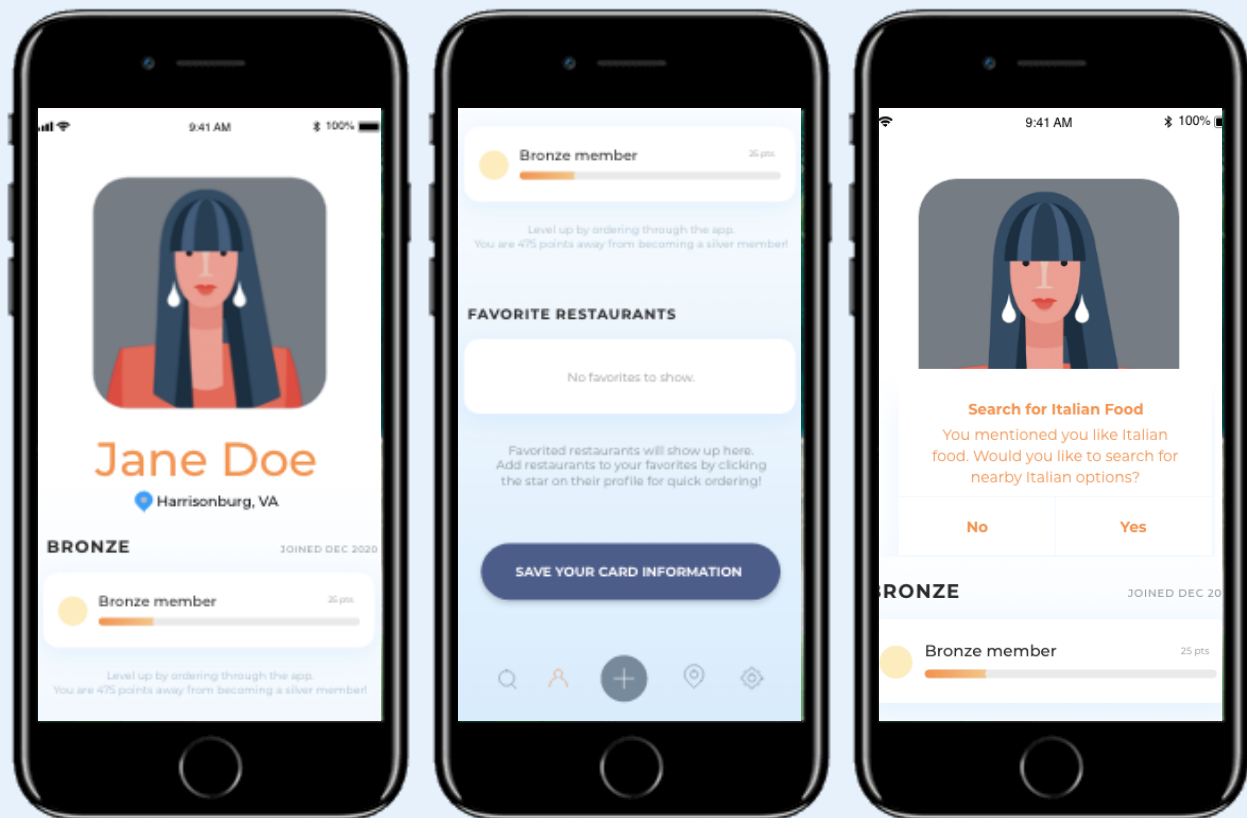 9:41 AM
100%
Jane Doe
Harrisonburg, VA
BRONZE
JOINED DEC 2020
Bronze member
25 pts
Level up by ordering through the app.
You are 475 points away from becoming a silver member!
Bronze member
25 pts
Level up by ordering through the app.
You are 475 points away from becoming a silver member!
FAVORITE RESTAURANTS
No favorites to show.
Favorited restaurants will show up here.
Add restaurants to your favorites by clicking
the star on their profile for quick ordering!
SAVE YOUR CARD INFORMATION
9:41 AM
100%
Search for Italian Food
You mentioned you like Italian
food. Would you like to search for
nearby Italian options?
No
Yes
BRONZE
JOINED DEC 20
Bronze member
25 pts